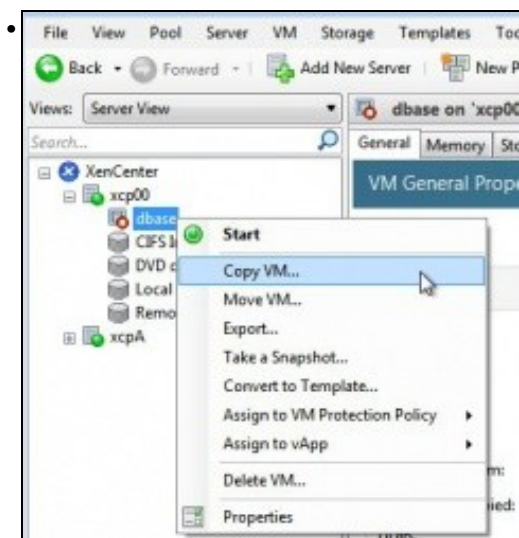 File View Pool Server VM Storage Templates
Back Forward Add New Server New
Views: Server View dbase on 'xcp00
Search... General Memory
XenCenter VM General
xcp00
dbase
CIFS
DVD
Local
xcpA
Start
Copy VM...
Move VM...
Export...
Take a Snapshot...
Convert to Template...
Assign to VM Protection Policy
Assign to vApp
Delete VM...
Properties